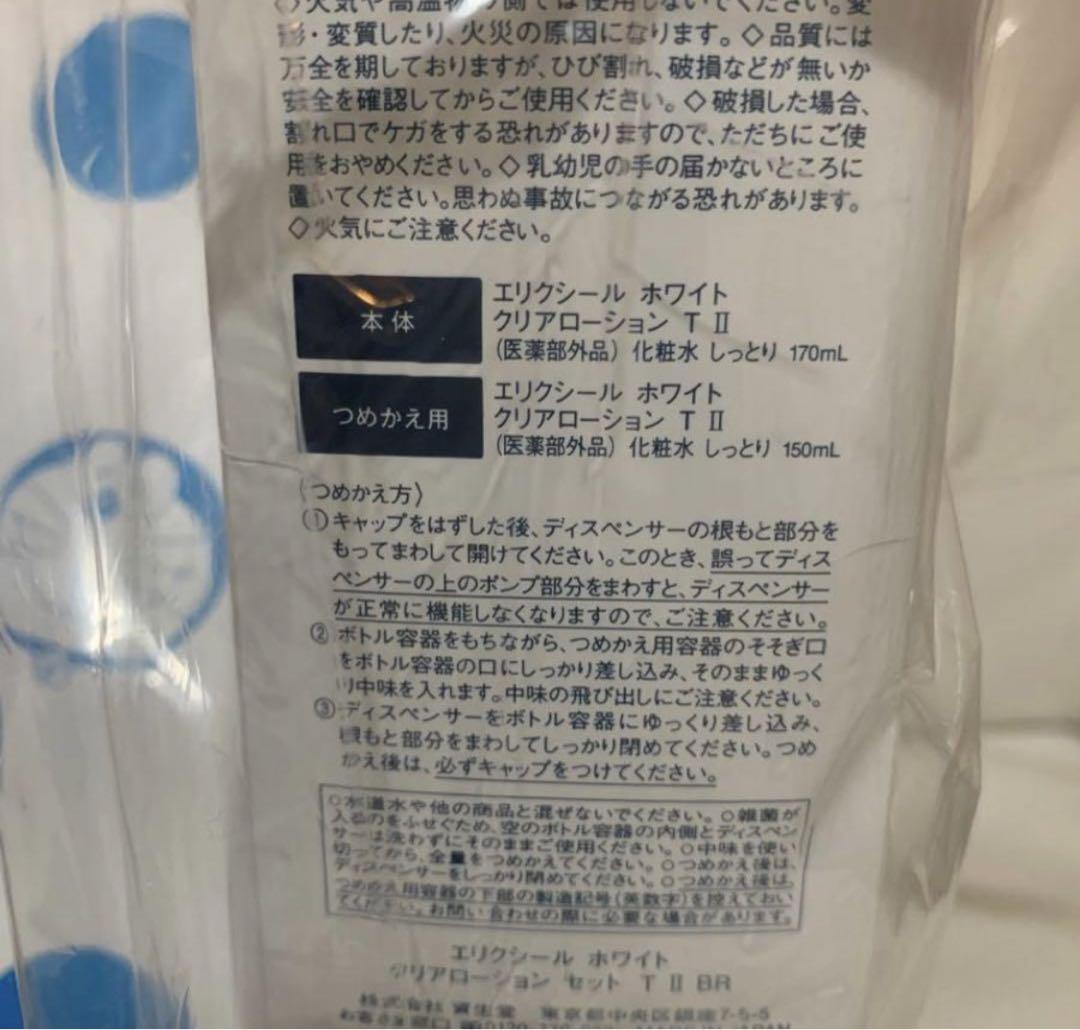 ◇火気や高温物の側では使用しないでください。変
形・変質したり、火災の原因になります。◇品質には
万全を期しておりますが、ひび割れ、破損などが無いか
安全を確認してからご使用ください。◇破損した場合、
割れ口でケガをする恐れがありますので、ただちにご使
用をおやめください。◇乳幼児の手の届かないところに
置いてください。思わぬ事故につながる恐れがあります。
◇火気にご注意ください。
本体
エリクシール ホワイト
クリアローション T II
(医薬部外品) 化粧水 しっとり 170mL
つめかえ用
エリクシール ホワイト
クリアローション T II
(医薬部外品) 化粧水 しっとり 150mL
〈つめかえ方〉
①キャップをはずした後、ディスペンサーの根もと部分を
もってまわして開けてください。このとき、誤ってディス
ペンサーの上のポンプ部分をまわすと、ディスペンサー
が正常に機能しなくなりますので、ご注意ください。
②ボトル容器をもちながら、つめかえ用容器のそそぎ口
をボトル容器の口にしっかり差し込み、そのままゆっく
り中味を入れます。中味の飛び出しにご注意ください。
③ディスペンサーをボトル容器にゆっくり差し込み、
根もと部分をまわしてしっかり閉めてください。つめ
かえ後は、必ずキャップをつけてください。
○水道水や他の商品と混ぜないでください。○雑菌が
入るのをふせぐため、空のボトル容器の内側とディスペン
サーは洗わずにそのままご使用ください。○中味を使い
切ってから、全量をつめかえてください。○つめかえ後は、
ディスペンサーをしっかり閉めてください。○つめかえ後は、
つめかえ用容器の下部の製造記号(英数字)を控えておい
てください。お問い合わせの際に必要な場合があります。
エリクシール ホワイト
クリアローション セット T II BR
株式会社 資生堂 東京都中央区銀座7-5-5